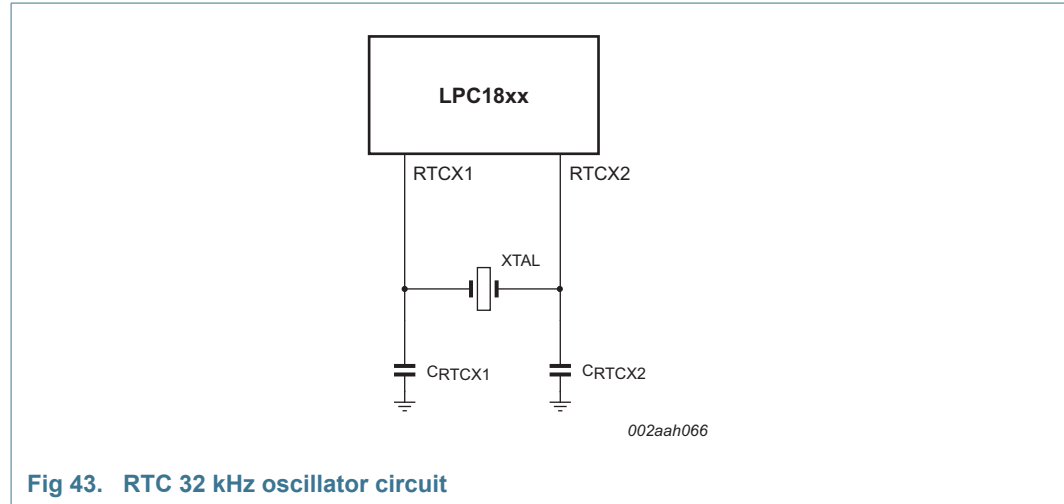 LPC18xx
RTCX1 RTCX2
XTAL
CRTCX1 CRTCX2
002aah066
Fig 43. RTC 32 kHz oscillator circuit